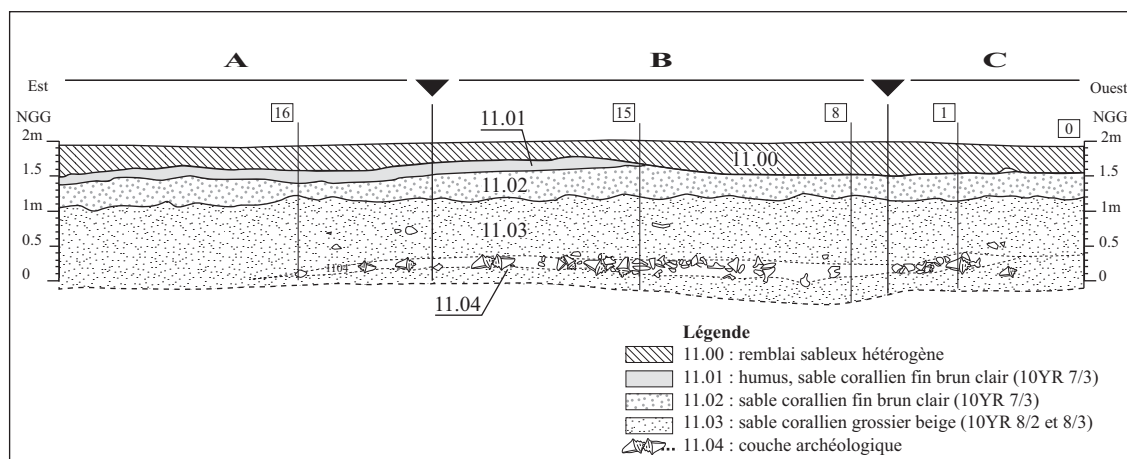 A B C
Est Ouest
16 15 8 1 0
NGG NGG
11.01
2m 2m
11.00
1.5 1.5
11.02
1m 1m
11.03
0.5 0.5
1104
0 0
11.04
Légende
11.00 : remblai sableux hétérogène
11.01 : humus, sable corallien fin brun clair (10YR 7/3)
11.02 : sable corallien fin brun clair (10YR 7/3)
11.03 : sable corallien grossier beige (10YR 8/2 et 8/3)
11.04 : couche archéologique